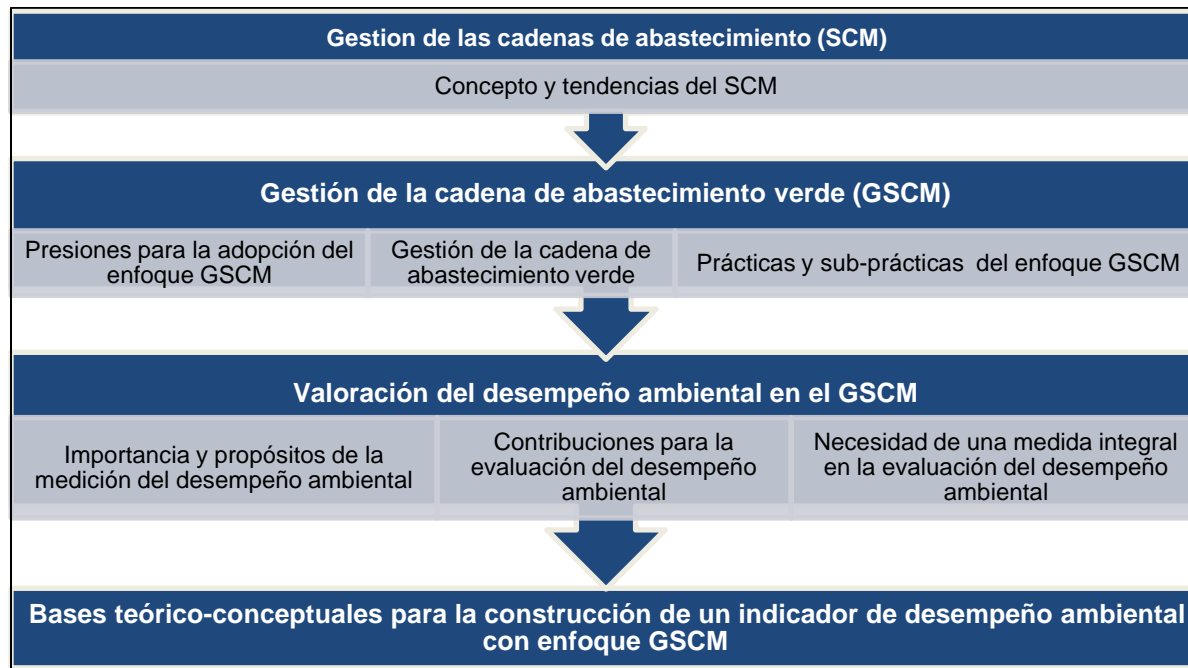 Gestion de las cadenas de abastecimiento (SCM)
Concepto y tendencias del SCM
Gestión de la cadena de abastecimiento verde (GSCM)
Presiones para la adopción del
enfoque GSCM
Gestión de la cadena de
abastecimiento verde
Prácticas y sub-prácticas del enfoque GSCM
Valoración del desempeño ambiental en el GSCM
Importancia y propósitos de la
medición del desempeño ambiental
Contribuciones para la
evaluación del desempeño
ambiental
Necesidad de una medida integral
en la evaluación del desempeño
ambiental
Bases teórico-conceptuales para la construcción de un indicador de desempeño ambiental
con enfoque GSCM